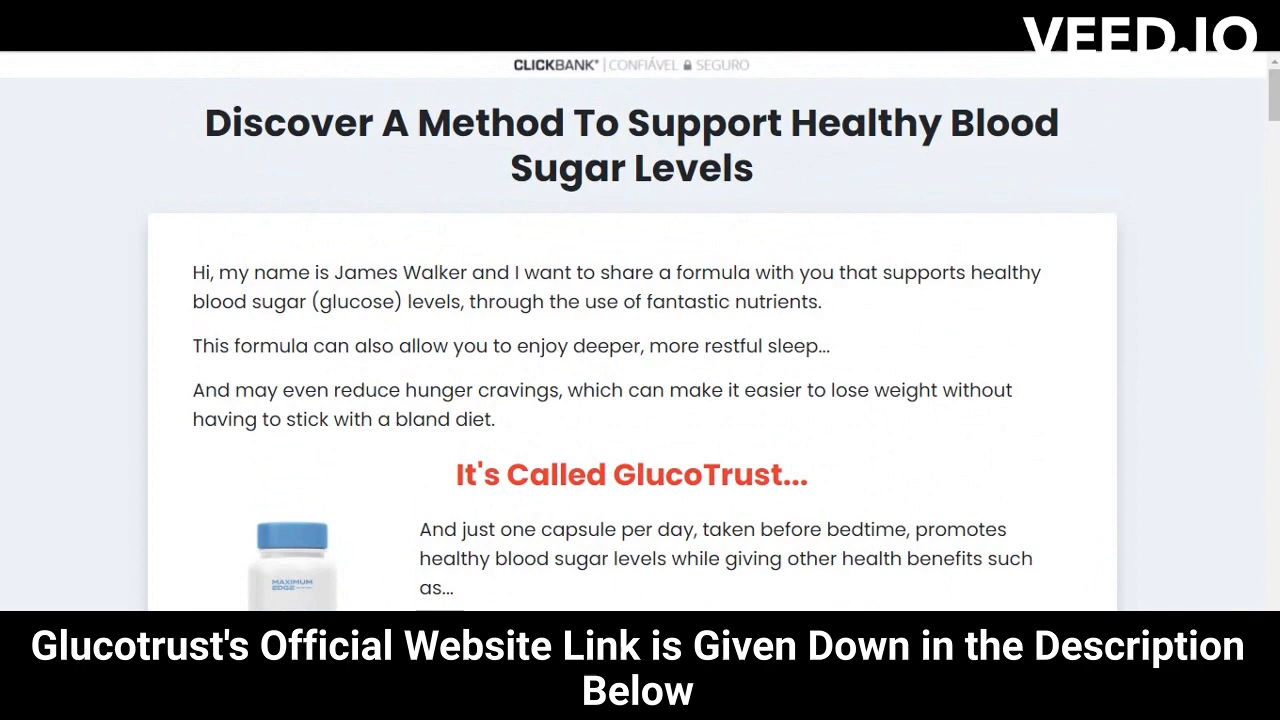 VEED.IO
CLICKBANK® | CONFIÁVEL SEGURO
Discover A Method To Support Healthy Blood
Sugar Levels
Hi, my name is James Walker and I want to share a formula with you that supports healthy
blood sugar (glucose) levels, through the use of fantastic nutrients.
This formula can also allow you to enjoy deeper, more restful sleep...
And may even reduce hunger cravings, which can make it easier to lose weight without
having to stick with a bland diet.
It's Called GlucoTrust...
And just one capsule per day, taken before bedtime, promotes
healthy blood sugar levels while giving other health benefits such
as...
MAXIMUM
EDGE
Glucotrust's Official Website Link is Given Down in the Description
Below